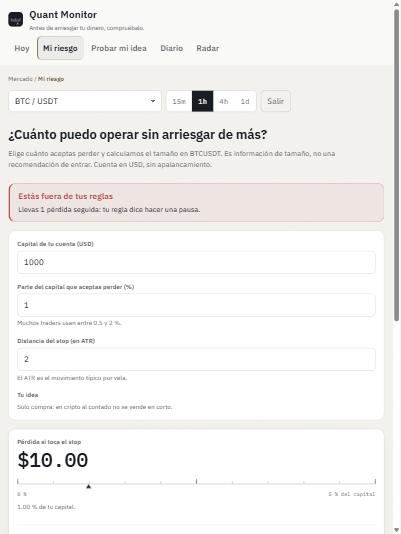 Quant Monitor
Antes de arriesgar tu dinero, compruébalo.
Hoy Mi riesgo Probar mi idea Diario Radar
Mercado / Mi riesgo
BTC / USDT 15m 1h 4h 1d Salir
¿Cuánto puedo operar sin arriesgar de más?
Elige cuánto aceptas perder y calculamos el tamaño en BTCUSDT. Es información de tamaño, no una
recomendación de entrar. Cuenta en USD, sin apalancamiento.
Estás fuera de tus reglas
Llevas 1 pérdida seguida: tu regla dice hacer una pausa.
Capital de tu cuenta (USD)
1000
Parte del capital que aceptas perder (%)
1
Muchos traders usan entre 0.5 y 2 %.
Distancia del stop (en ATR)
2
El ATR es el movimiento típico por vela.
Tu idea
Solo compra: en cripto al contado no se vende en corto.
Pérdida si toca el stop
$10.00
0 % 5 % del capital
1.00 % de tu capital.